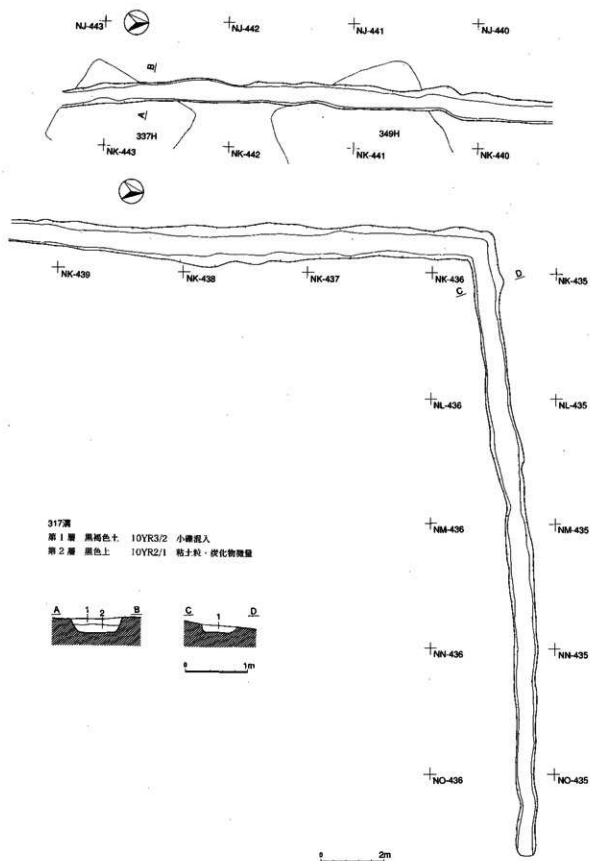 NJ-443 NJ-442 NJ-441 NJ-440
B
A
337H 349H
NK-443 NK-442 NK-441 NK-440
NK-439 NK-438 NK-437 NK-436 NK-435
C D
NL-436 NL-435
317溝
第1層 黒褐色土 10YR3/2 小礫混入
第2層 黒色土 10YR2/1 粘土粒・炭化物微量
NM-436 NM-435
A 1 2 B C 1 D
0 1m
NN-436 NN-435
NO-436 NO-435
0 2m